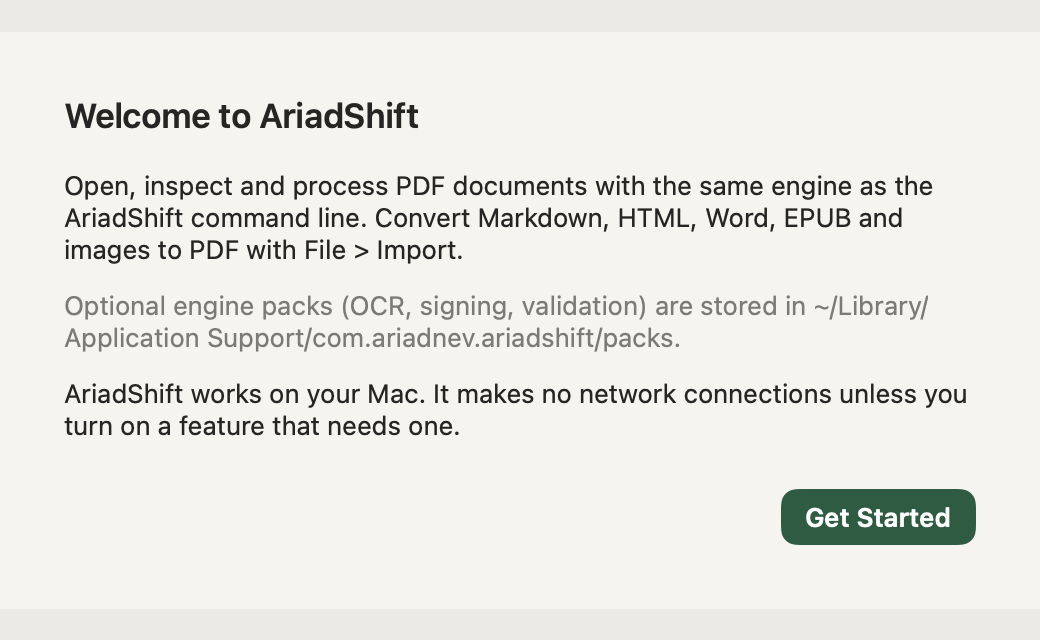 Welcome to AriadShift
Open, inspect and process PDF documents with the same engine as the
AriadShift command line. Convert Markdown, HTML, Word, EPUB and
images to PDF with File > Import.
Optional engine packs (OCR, signing, validation) are stored in ~/Library/
Application Support/com.ariadnev.ariadshift/packs.
AriadShift works on your Mac. It makes no network connections unless you
turn on a feature that needs one.
Get Started